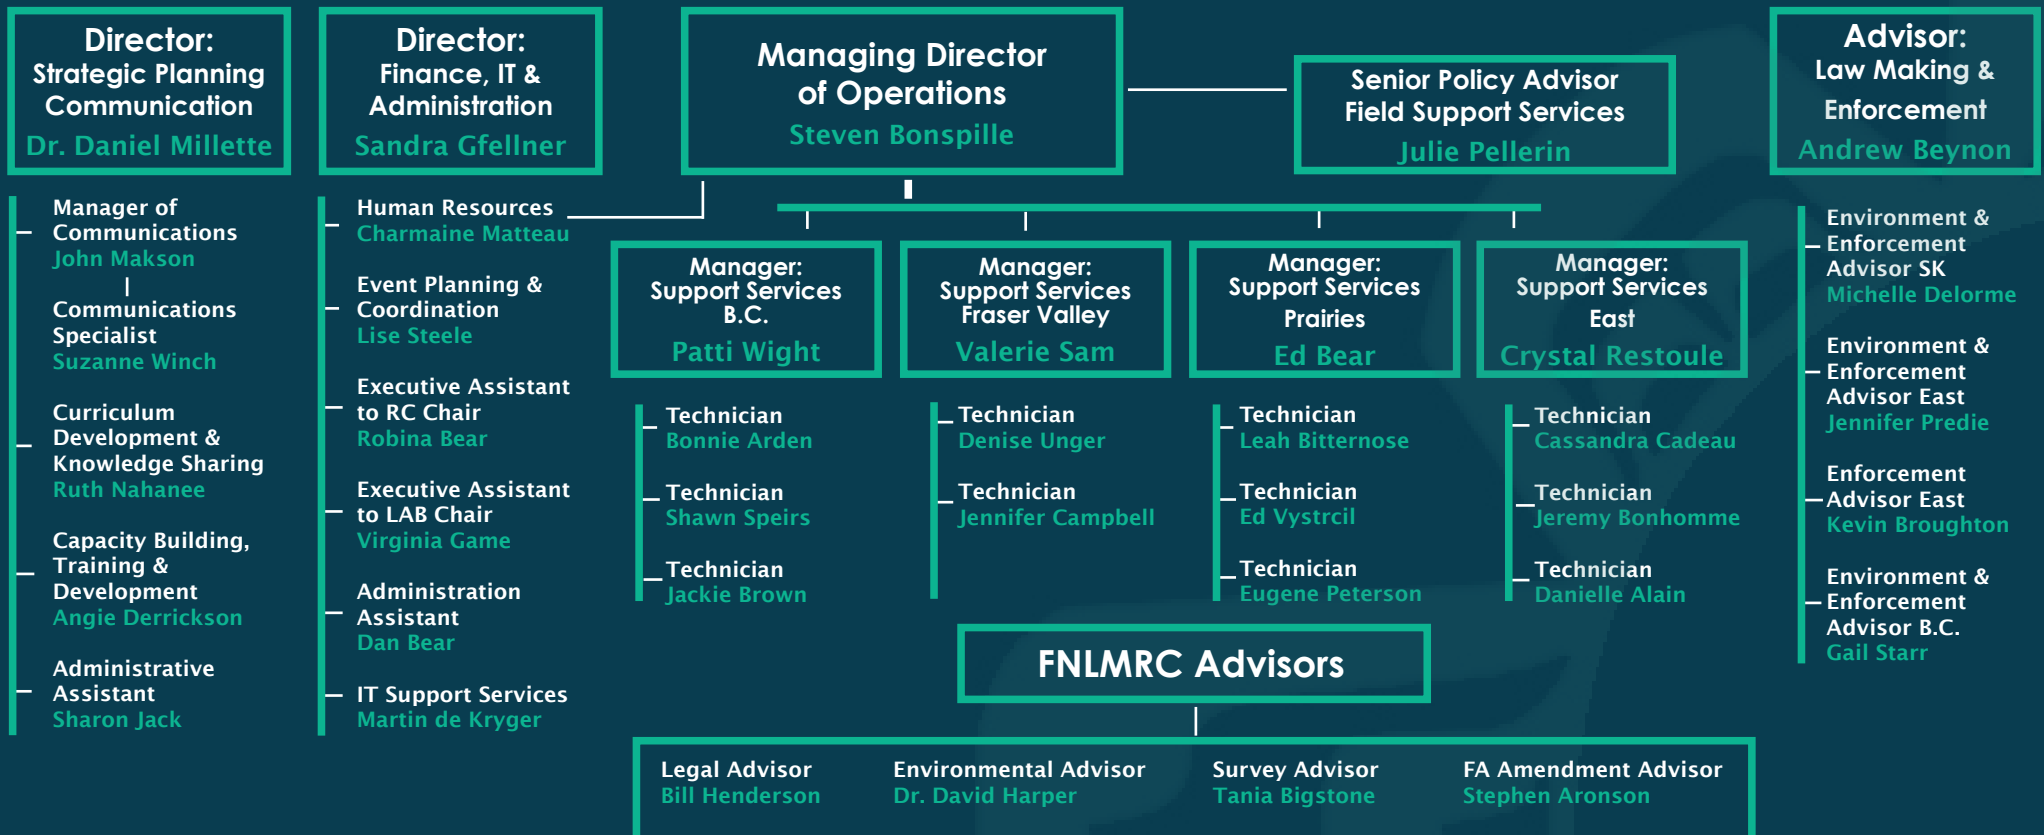 Director:
Strategic Planning
Communication
Dr. Daniel Millette
Manager of
Communications
John Makson
Communications
Specialist
Suzanne Winch
Curriculum
Development &
Knowledge Sharing
Ruth Nahanee
Capacity Building,
Training &
Development
Angie Derrickson
Administrative
Assistant
Sharon Jack
Director:
Finance, IT &
Administration
Sandra Gfellner
Human Resources
Charmaine Matteau
Event Planning &
Coordination
Lise Steele
Executive Assistant
to RC Chair
Robina Bear
Executive Assistant
to LAB Chair
Virginia Game
Administration
Assistant
Dan Bear
IT Support Services
Martin de Kryger
Managing Director
of Operations
Steven Bonspille
Senior Policy Advisor
Field Support Services
Julie Pellerin
Manager:
Support Services
B.C.
Patti Wight
Technician
Bonnie Arden
Technician
Shawn Speirs
Technician
Jackie Brown
Manager:
Support Services
Fraser Valley
Valerie Sam
Technician
Denise Unger
Technician
Jennifer Campbell
Manager:
Support Services
Prairies
Ed Bear
Technician
Leah Bitternose
Technician
Ed Vystrcil
Technician
Eugene Peterson
Manager:
Support Services
East
Crystal Restoule
Technician
Cassandra Cadeau
Technician
Jeremy Bonhomme
Technician
Danielle Alain
Advisor:
Law Making &
Enforcement
Andrew Beynon
Environment &
Enforcement
Advisor SK
Michelle Delorme
Environment &
Enforcement
Advisor East
Jennifer Predie
Enforcement
Advisor East
Kevin Broughton
Environment &
Enforcement
Advisor B.C.
Gail Starr
FNLMRC Advisors
Legal Advisor
Bill Henderson
Environmental Advisor
Dr. David Harper
Survey Advisor
Tania Bigstone
FA Amendment Advisor
Stephen Aronson